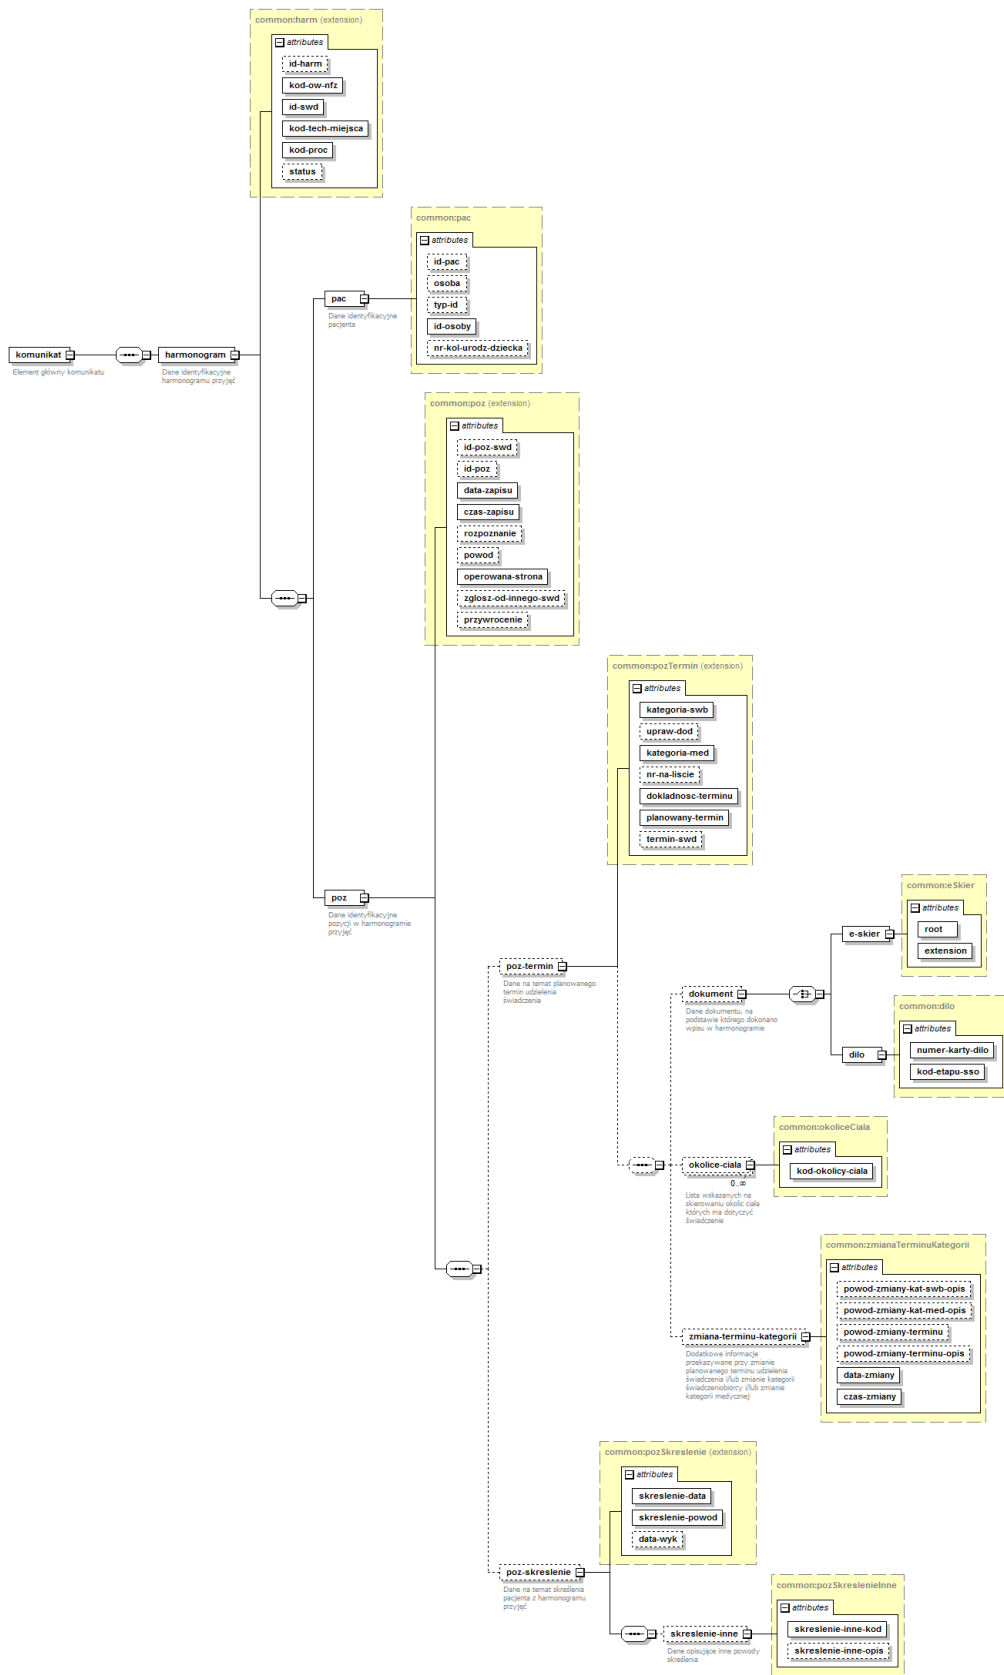 common:harm (extension)
attributes
id-harm
kod-ow-nfz
id-swd
kod-tech-miejsca
kod-proc
status
common:pac
attributes
id-pac
osoba
typ-id
id-osoby
nr-kol-urodz-dziecka
pac
Dane identyfikacyjne
pacjenta
komunikat
Element główny komunikatu
harmonogram
Dane identyfikacyjne
harmonogramu przyjęć
common:poz (extension)
attributes
id-poz-swd
id-poz
data-zapisu
czas-zapisu
rozpoznanie
powod
operowana-strona
zglosz-od-innego-swd
przywrocenie
common:pozTermin (extension)
attributes
kategoria-swb
upraw-dod
kategoria-med
nr-na-liscie
dokladnosc-terminu
planowany-termin
termin-swd
poz
Dane identyfikacyjne
pozycji w harmonogramie
przyjęć
common:eSkier
attributes
root
extension
e-skier
poz-termin
Dane na temat planowanego
termin udzielenia
świadczenia
dokument
Dane dokumentu, na
podstawie którego dokonano
wpisu w harmonogramie
common:dilo
attributes
numer-karty-dilo
kod-etapu-sso
dilo
common:okoliceCiala
attributes
kod-okolicy-ciala
okolice-ciala
0..∞
Lista wskazanych na
skierowaniu okolic ciała
których ma dotyczyć
świadczenie
common:zmianaTerminuKategorii
attributes
powod-zmiany-kat-swb-opis
powod-zmiany-kat-med-opis
powod-zmiany-terminu
powod-zmiany-terminu-opis
data-zmiany
czas-zmiany
zmiana-terminu-kategorii
Dodatkowe informacje
przekazywane przy zmianie
planowanego terminu udzielenia
świadczenia i/lub zmianie kategorii
świadczeniobiorcy i/lub zmianie
kategorii medycznej
common:pozSkreslenie (extension)
attributes
skreslenie-data
skreslenie-powod
data-wyk
poz-skreslenie
Dane na temat skreślenia
pacjenta z harmonogramu
przyjęć
common:pozSkreslenieInne
attributes
skreslenie-inne-kod
skreslenie-inne-opis
skreslenie-inne
Dane opisujące inne powody
skreślenia